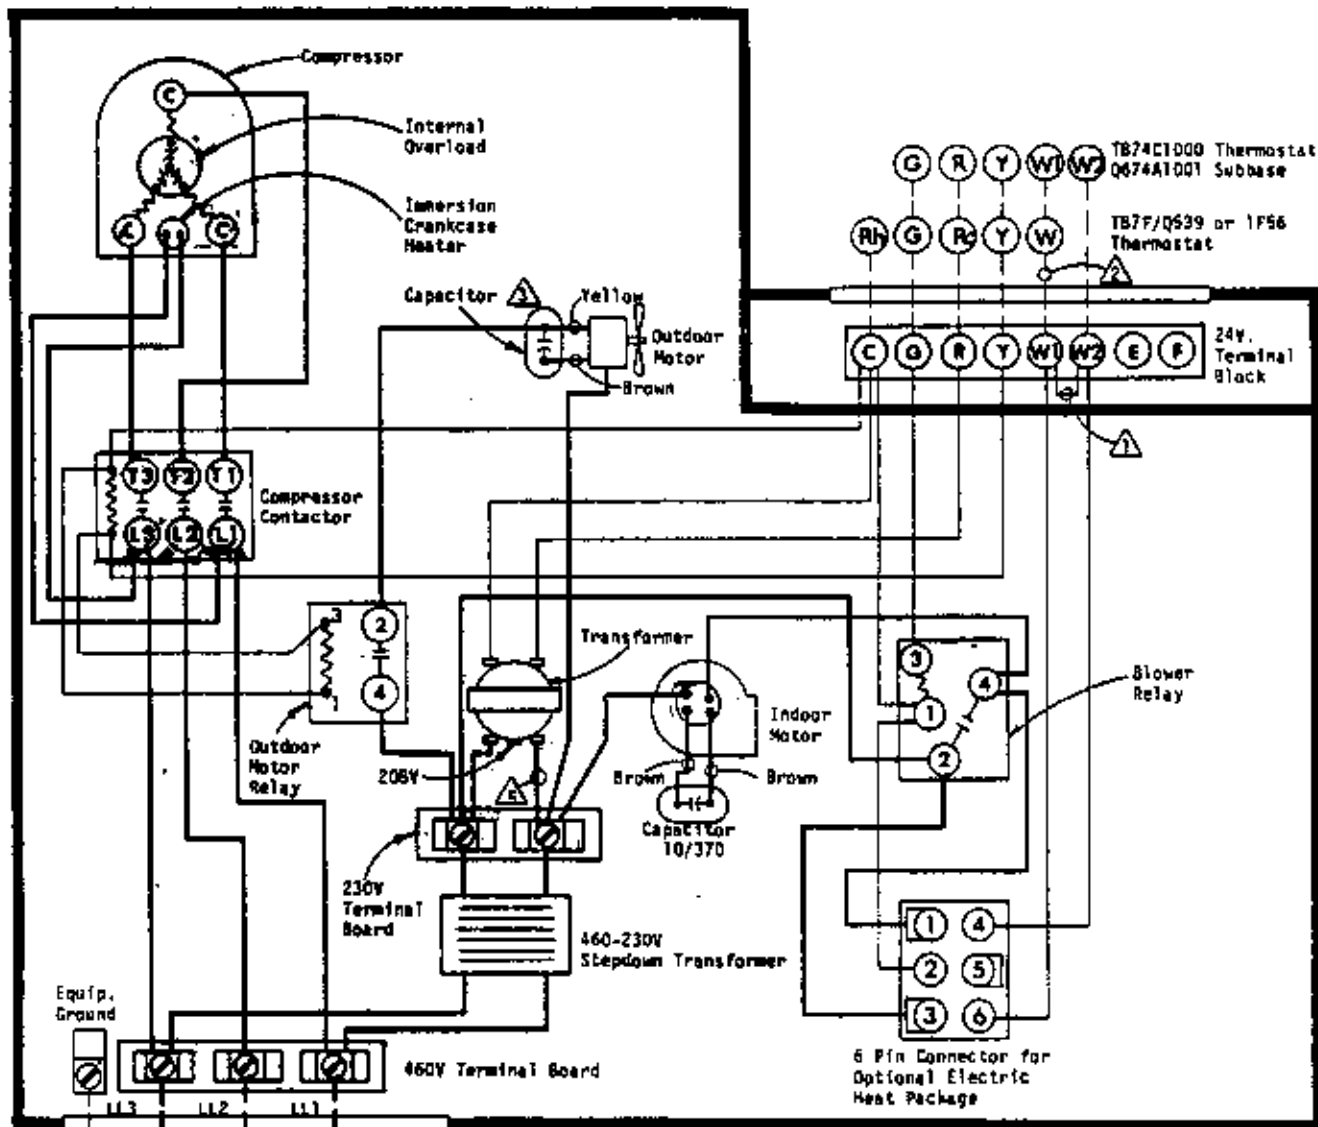 Compressor
C
Internal
Overload
Immersion
Crankcase
Heater
C
G R Y W1 W2
TB74C1000 Thermostat
Q674A1001 Subbase
Rh G Rc Y W
TB7F/Q539 or 1F56
Thermostat
2
Capacitor
3
Yellow
Outdoor
Motor
Brown
C G R Y W1 W2 E F
24V.
Terminal
Block
1
T3 T2 T1
L3 L2 L1
Compressor
Contactor
3
2
4
1
Outdoor
Motor
Relay
Transformer
208V
Indoor
Motor
Brown
Brown
Capacitor
10/370
3
4
1
2
Blower
Relay
230V
Terminal
Board
460-230V
Stepdown Transformer
1 4
2 5
3 6
6 Pin Connector for
Optional Electric
Heat Package
Equip.
Ground
460V Terminal Board
LL3 LL2 LL1